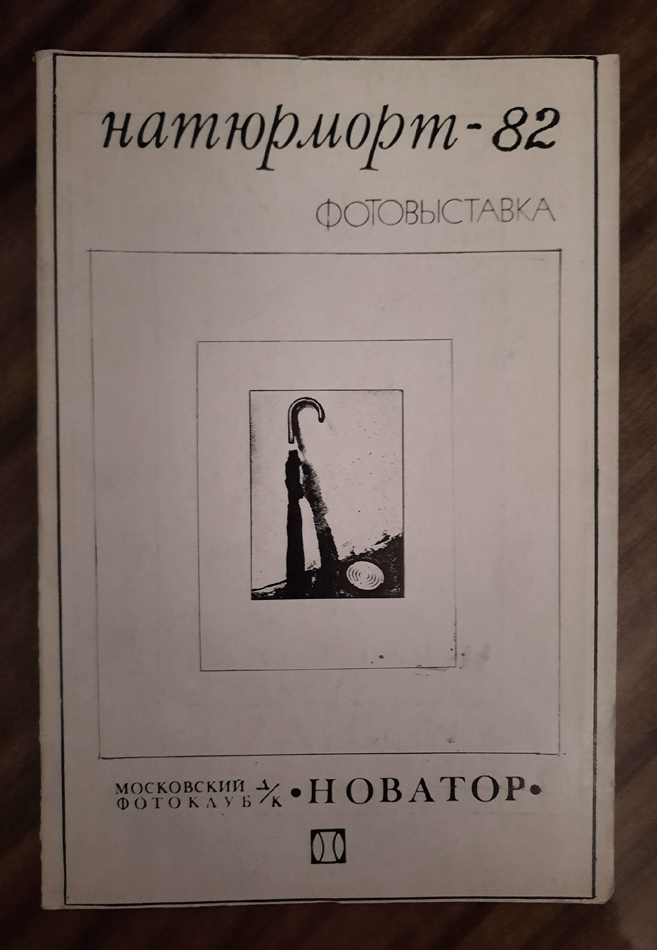 натюрморт-82
ФОТОВЫСТАВКА
МОСКОВСКИЙ
ФОТОКЛУБ Д/К •НОВАТОР•